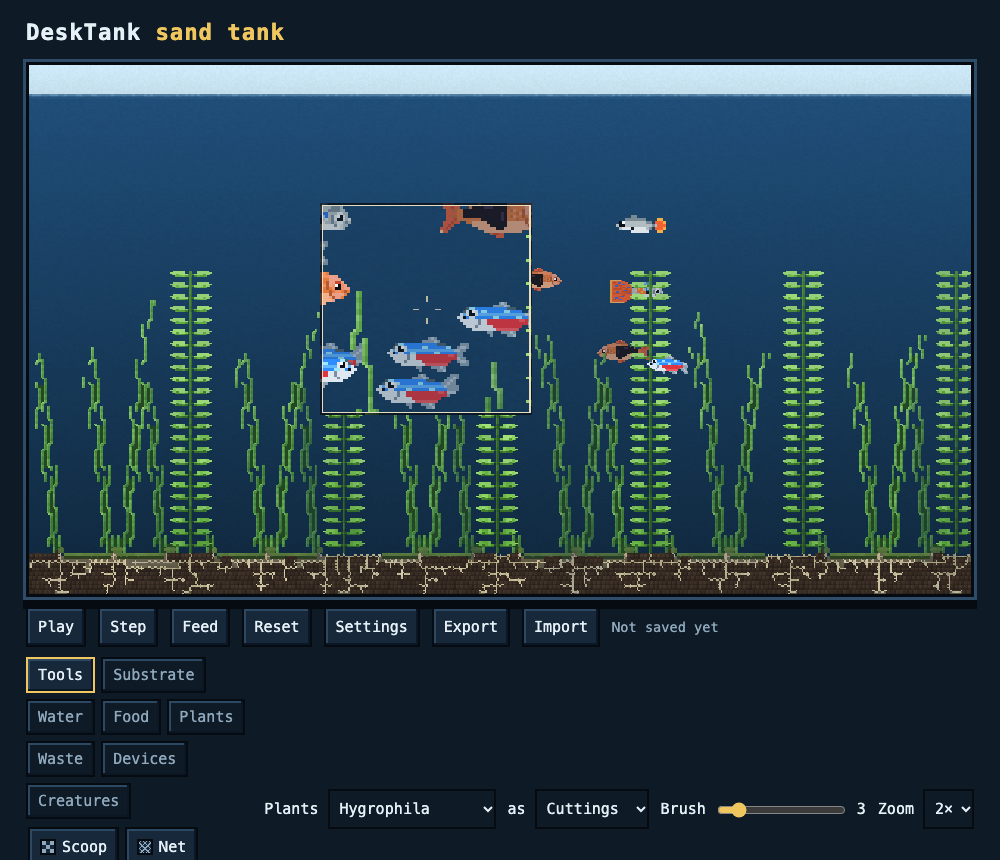 DeskTank sand tank
Play Step Feed Reset Settings Export Import Not saved yet
Tools Substrate
Water Food Plants
Waste Devices
Creatures
Plants Hygrophila as Cuttings Brush 3 Zoom 2×
Scoop Net